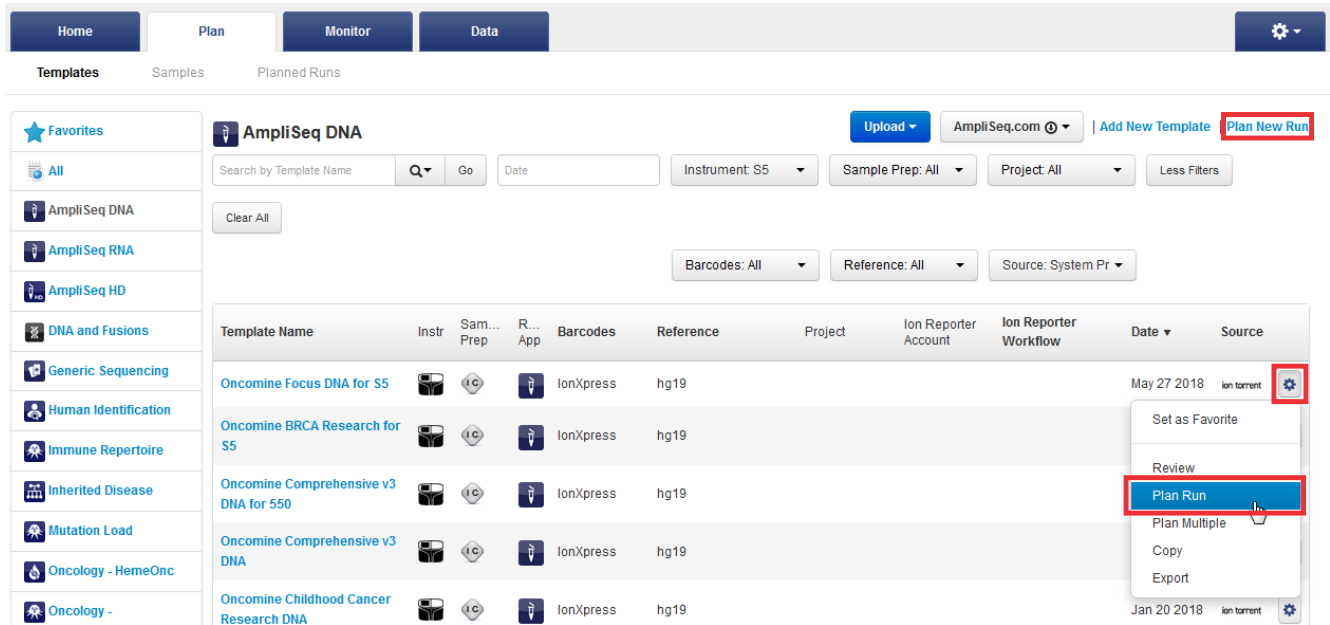 Home Plan Monitor Data
Templates Samples Planned Runs
Favorites
All
AmpliSeq DNA
AmpliSeq RNA
AmpliSeq HD
DNA and Fusions
Generic Sequencing
Human Identification
Immune Repertoire
Inherited Disease
Mutation Load
Oncology - HemeOnc
Oncology -
AmpliSeq DNA
Upload AmpliSeq.com | Add New Template | Plan New Run
Search by Template Name Go Date Instrument: S5 Sample Prep: All Project: All Less Filters
Clear All
Barcodes: All Reference: All Source: System Pr
Template Name Instr Sam... Prep R... App Barcodes Reference Project Ion Reporter Account Ion Reporter Workflow Date Source
Oncomine Focus DNA for S5 IC IonXpress hg19 May 27 2018 ion torrent
Oncomine BRCA Research for
S5 IC IonXpress hg19
Oncomine Comprehensive v3
DNA for 550 IC IonXpress hg19
Oncomine Comprehensive v3
DNA IC IonXpress hg19
Oncomine Childhood Cancer
Research DNA IC IonXpress hg19 Jan 20 2018 ion torrent
Set as Favorite
Review
Plan Run
Plan Multiple
Copy
Export